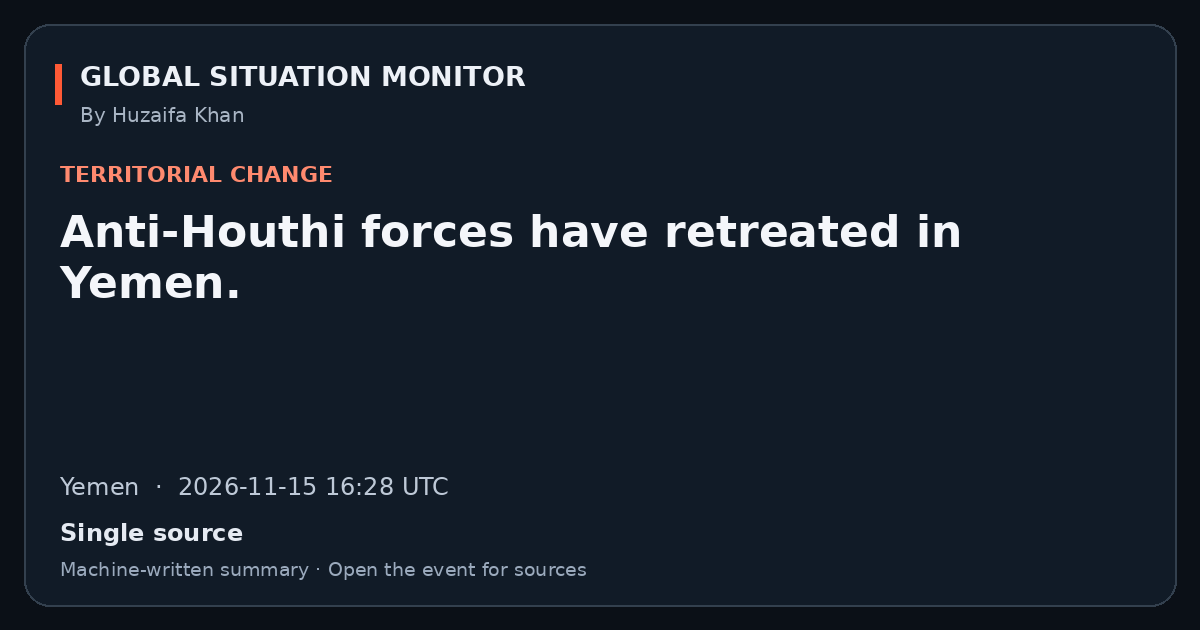 GLOBAL SITUATION MONITOR
By Huzaifa Khan
TERRITORIAL CHANGE
Anti-Houthi forces have retreated in
Yemen.
Yemen · 2026-11-15 16:28 UTC
Single source
Machine-written summary · Open the event for sources